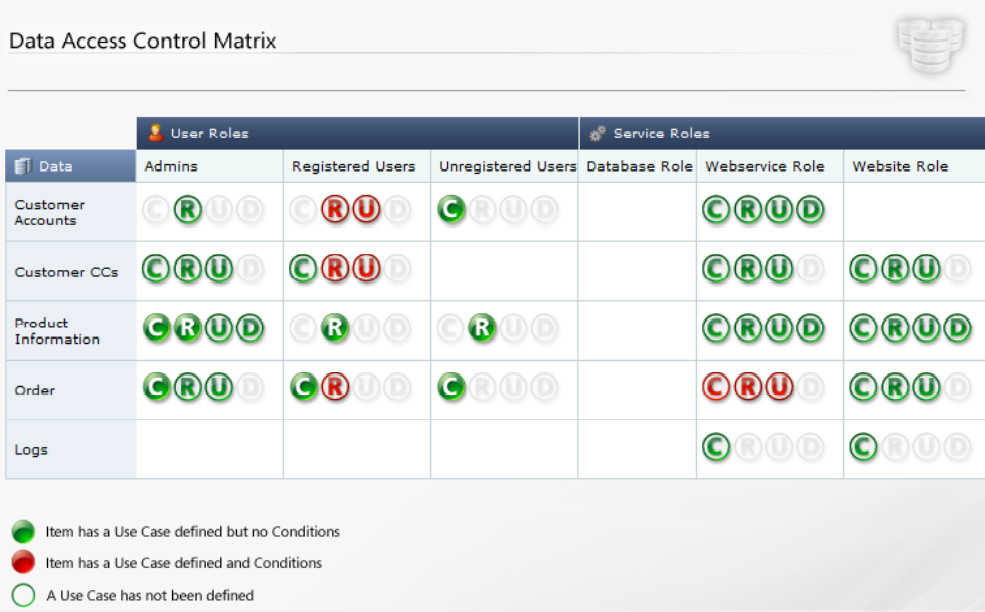 Data Access Control Matrix
User Roles
Service Roles
Data
Admins
Registered Users
Unregistered Users
Database Role
Webservice Role
Website Role
Customer
Accounts
C R U D
C R U D
C R U D
C R U D
Customer CCs
C R U D
C R U D
C R U D
C R U D
Product
Information
C R U D
C R U D
C R U D
C R U D
C R U D
Order
C R U D
C R U D
C R U D
C R U D
C R U D
Logs
C R U D
C R U D
Item has a Use Case defined but no Conditions
Item has a Use Case defined and Conditions
A Use Case has not been defined